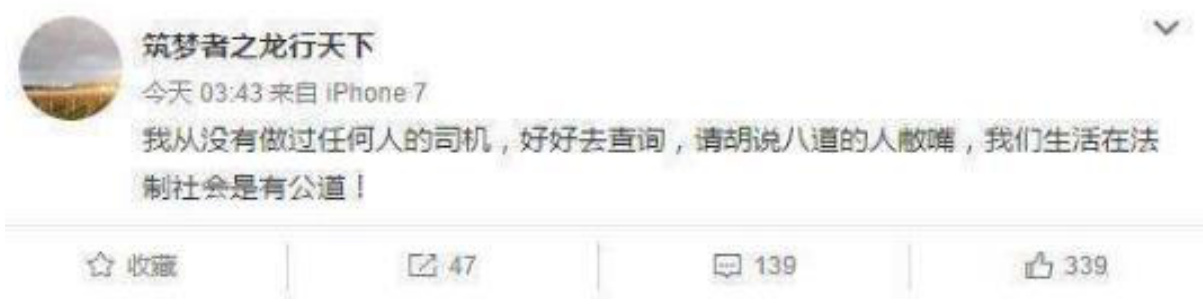 筑梦者之龙行天下
今天 03:43 来自 iPhone 7
我从没有做过任何人的司机，好好去查询，请胡说八道的人敝嘴，我们生活在法
制社会是有公道！
收藏 47 139 339